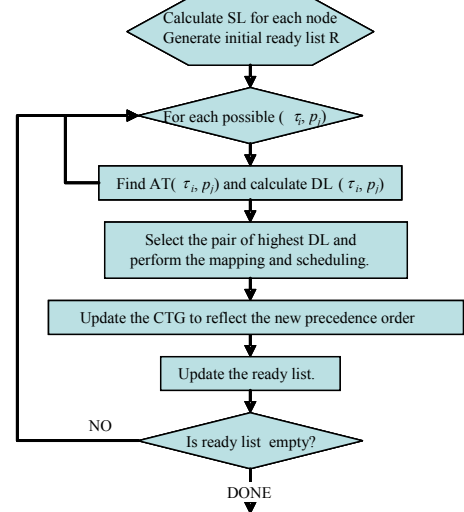 Calculate SL for each node
Generate initial ready list R
For each possible ( τi, pj)
Find AT( τi, pj) and calculate DL ( τi, pj)
Select the pair of highest DL and
perform the mapping and scheduling.
Update the CTG to reflect the new precedence order
Update the ready list.
NO
Is ready list empty?
DONE